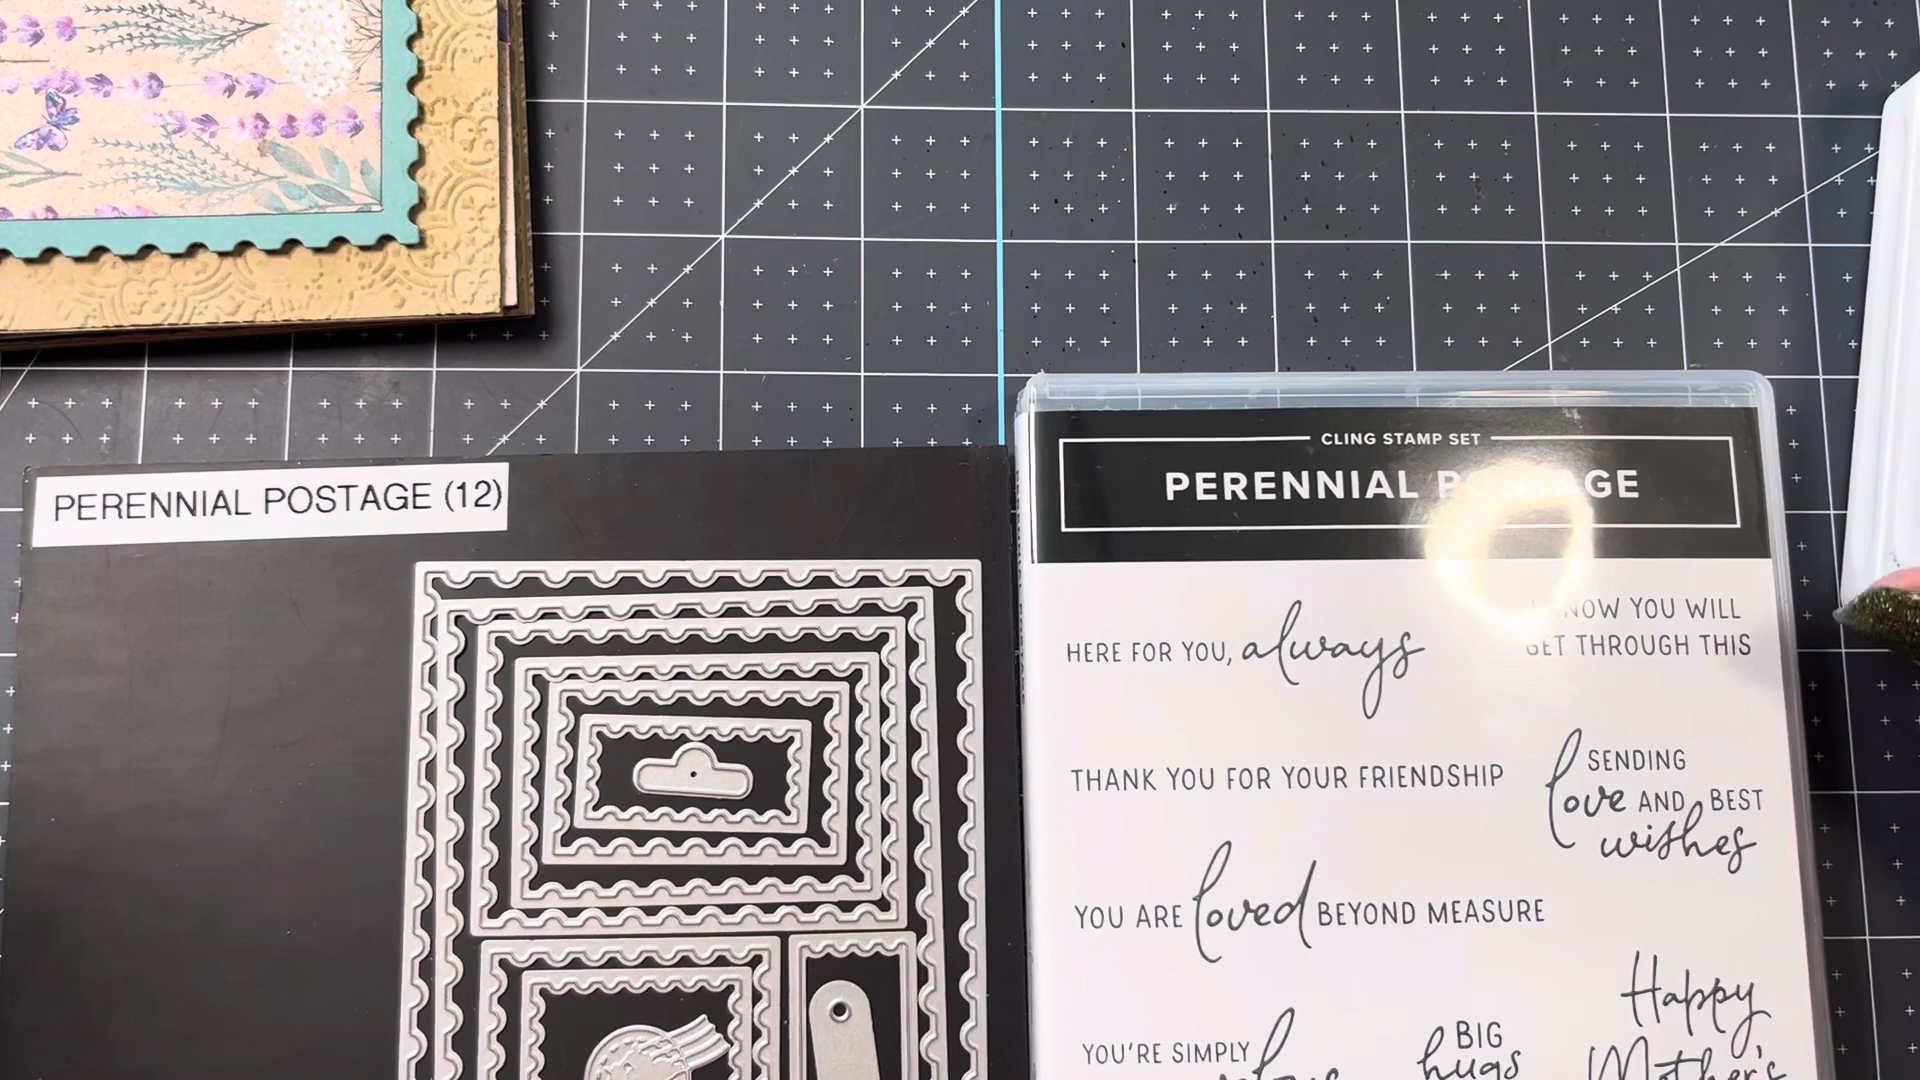 PERENNIAL POSTAGE (12)
CLING STAMP SET
PERENNIAL
HERE FOR YOU, always
NOW YOU WILL
GET THROUGH THIS
THANK YOU FOR YOUR FRIENDSHIP
SENDING
love AND BEST
wishes
YOU ARE loved BEYOND MEASURE
YOU'RE SIMPLY
BIG
hugs
Happy
Mother's